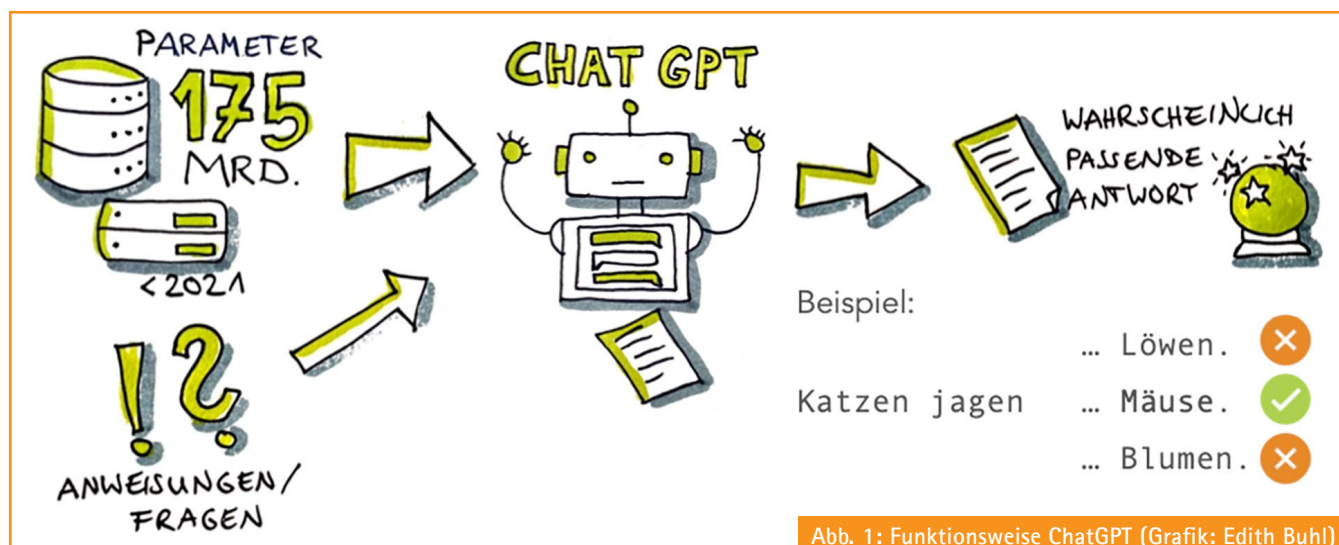 PARAMETER
175
MRD.
<2021
!?
ANWEISUNGEN/
FRAGEN
CHAT GPT
WAHRSCHEINLICH
PASSENDE
ANTWORT
Beispiel:
Katzen jagen
… Löwen.
… Mäuse.
… Blumen.
Abb. 1: Funktionsweise ChatGPT (Grafik: Edith Buhl)